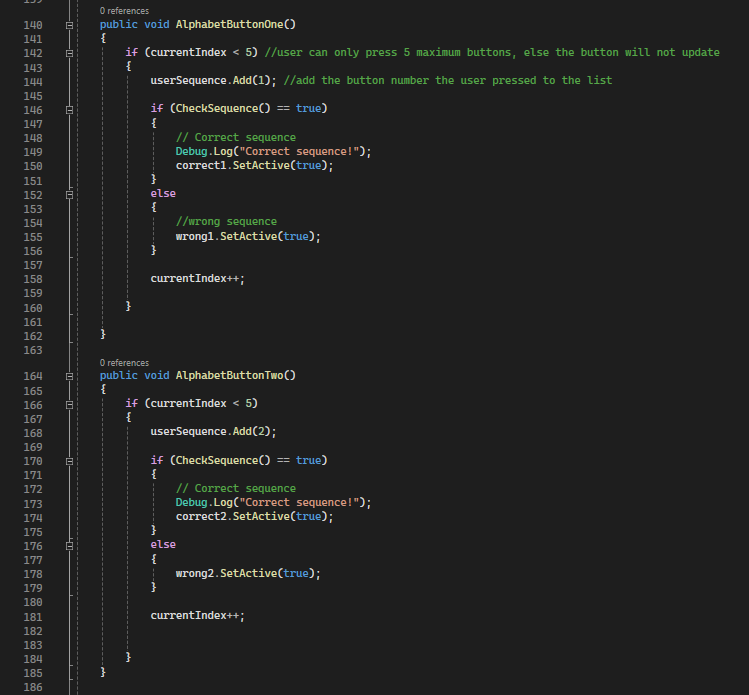 0 references
140 public void AlphabetButtonOne()
141 {
142 if (currentIndex < 5) //user can only press 5 maximum buttons, else the button will not update
143 {
144 userSequence.Add(1); //add the button number the user pressed to the list
145
146 if (CheckSequence() == true)
147 {
148 // Correct sequence
149 Debug.Log("Correct sequence!");
150 correct1.SetActive(true);
151 }
152 else
153 {
154 //wrong sequence
155 wrong1.SetActive(true);
156 }
157
158 currentIndex++;
159
160 }
161
162 }
163
0 references
164 public void AlphabetButtonTwo()
165 {
166 if (currentIndex < 5)
167 {
168 userSequence.Add(2);
169
170 if (CheckSequence() == true)
171 {
172 // Correct sequence
173 Debug.Log("Correct sequence!");
174 correct2.SetActive(true);
175 }
176 else
177 {
178 wrong2.SetActive(true);
179 }
180
181 currentIndex++;
182
183
184 }
185 }
186